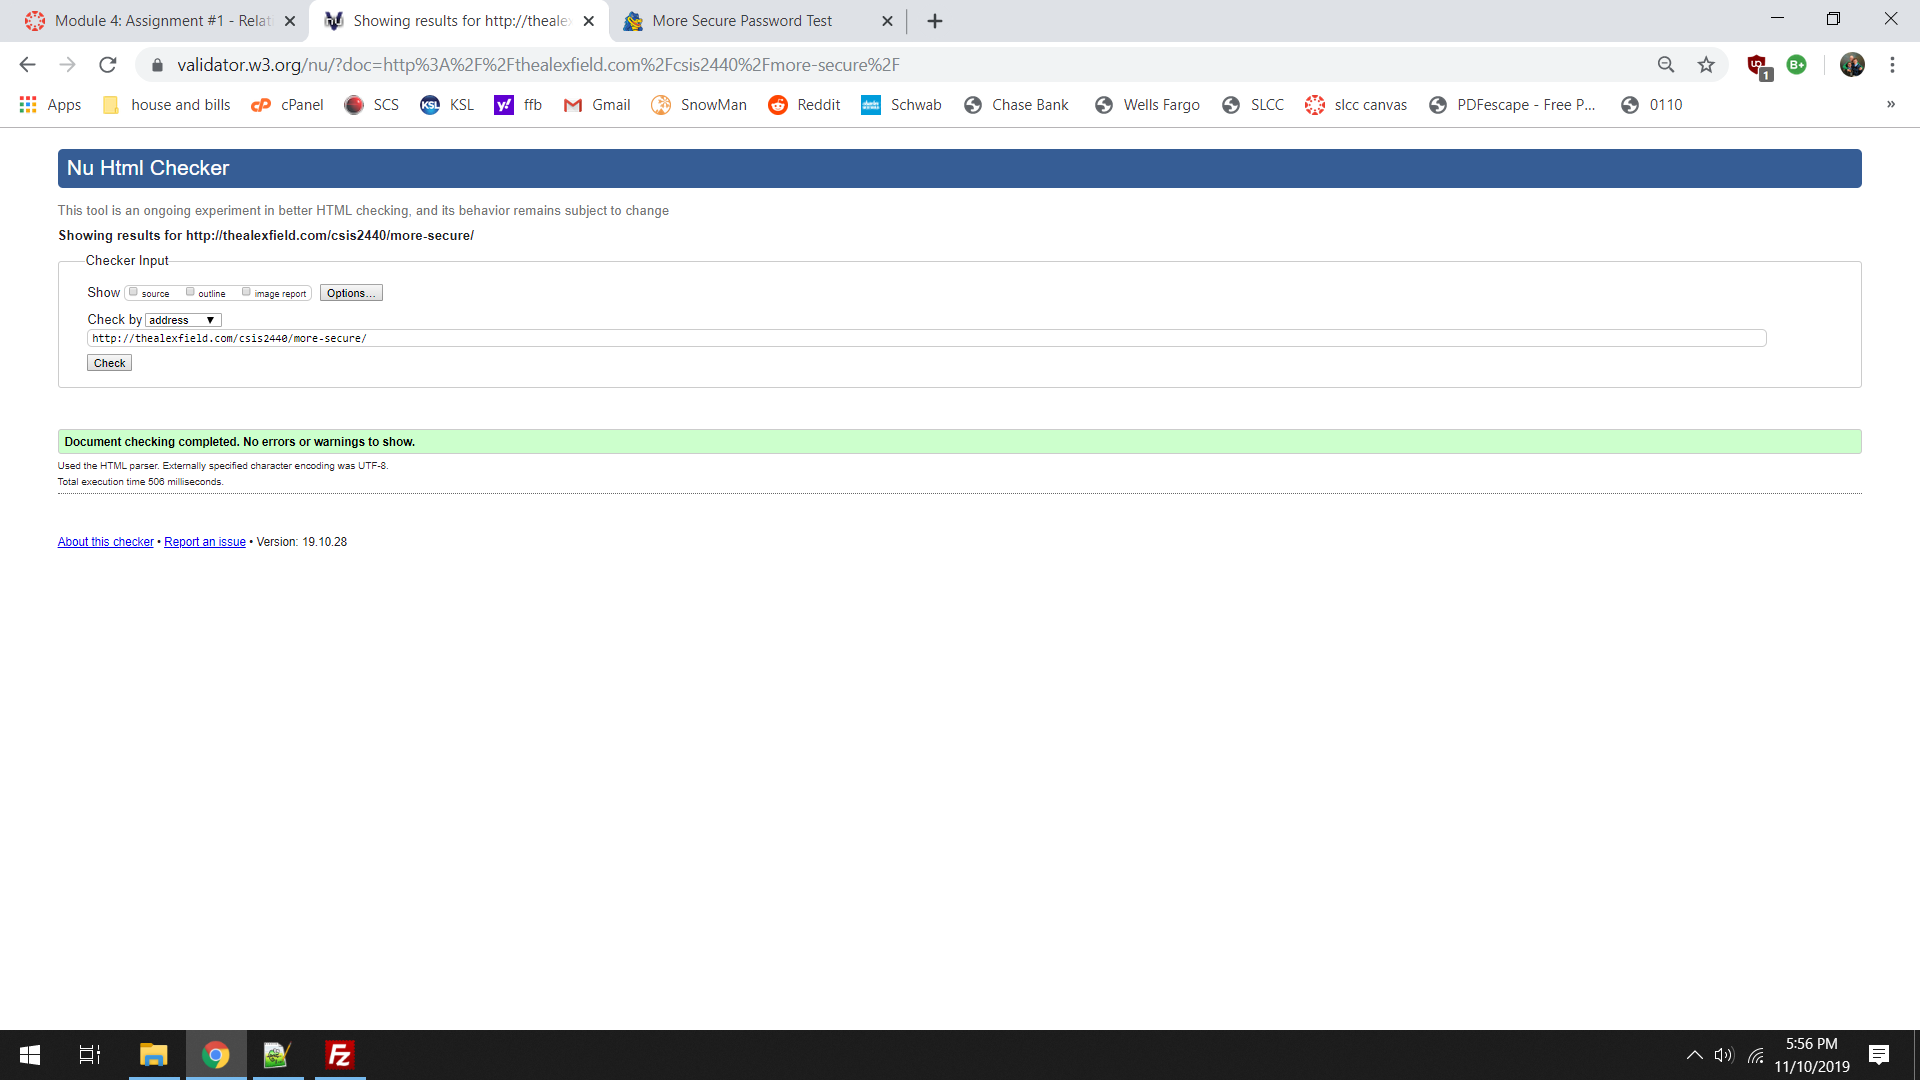 Module 4: Assignment #1 - Relat
Showing results for http://thealex
More Secure Password Test
validator.w3.org/nu/?doc=http%3A%2F%2Fthealexfield.com%2Fcsis2440%2Fmore-secure%2F
1
B+
Apps
house and bills
cPanel
SCS
KSL
ffb
Gmail
SnowMan
Reddit
Schwab
Chase Bank
Wells Fargo
SLCC
slcc canvas
PDFescape - Free P...
0110
»
Nu Html Checker
This tool is an ongoing experiment in better HTML checking, and its behavior remains subject to change
Showing results for http://thealexfield.com/csis2440/more-secure/
Checker Input
Show source outline image report Options...
Check by address
http://thealexfield.com/csis2440/more-secure/
Check
Document checking completed. No errors or warnings to show.
Used the HTML parser. Externally specified character encoding was UTF-8.
Total execution time 506 milliseconds.
About this checker • Report an issue • Version: 19.10.28
Fz
5:56 PM
11/10/2019